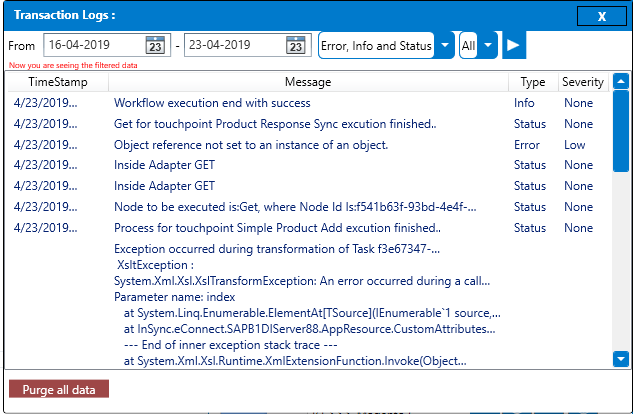 Transaction Logs :
X
From 16-04-2019 23 - 23-04-2019 23 Error, Info and Status All
Now you are seeing the filtered data
TimeStamp Message Type Severity
4/23/2019... Workflow execution end with success Info None
4/23/2019... Get for touchpoint Product Response Sync excution finished.. Status None
4/23/2019... Object reference not set to an instance of an object. Error Low
4/23/2019... Inside Adapter GET Status None
4/23/2019... Inside Adapter GET Status None
4/23/2019... Node to be executed is:Get, where Node Id Is:f541b63f-93bd-4e4f-... Status None
4/23/2019... Process for touchpoint Simple Product Add excution finished.. Status None
Exception occurred during transformation of Task f3e67347-...
XsltException :
System.Xml.Xsl.XslTransformException: An error occurred during a call...
Parameter name: index
at System.Linq.Enumerable.ElementAt[TSource](IEnumerable`1 source,...
at InSync.eConnect.SAPB1DIServer88.AppResource.CustomAttributes...
--- End of inner exception stack trace ---
at System.Xml.Xsl.Runtime.XmlExtensionFunction.Invoke(Object...
Purge all data